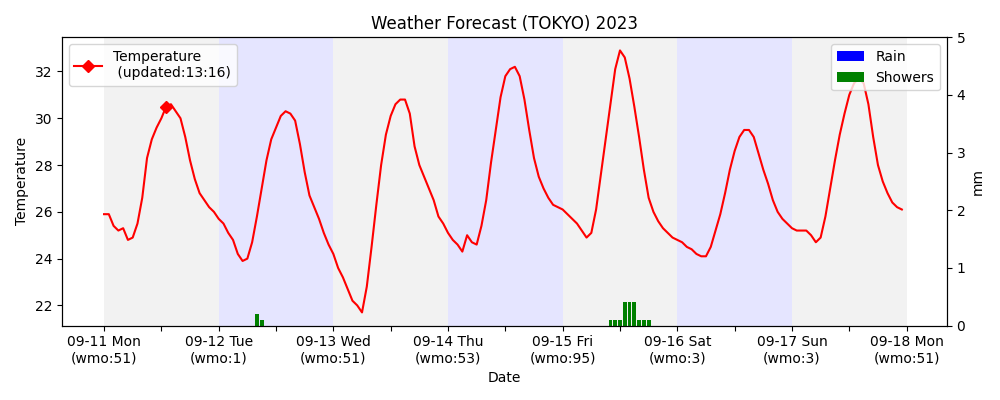 Weather Forecast (TOKYO) 2023
Temperature
(updated:13:16)
Rain
Showers
Temperature
32
30
28
26
24
22
5
4
3
2
1
0
mm
09-11 Mon
(wmo:51)
09-12 Tue
(wmo:1)
09-13 Wed
(wmo:51)
09-14 Thu
(wmo:53)
09-15 Fri
(wmo:95)
09-16 Sat
(wmo:3)
09-17 Sun
(wmo:3)
09-18 Mon
(wmo:51)
Date